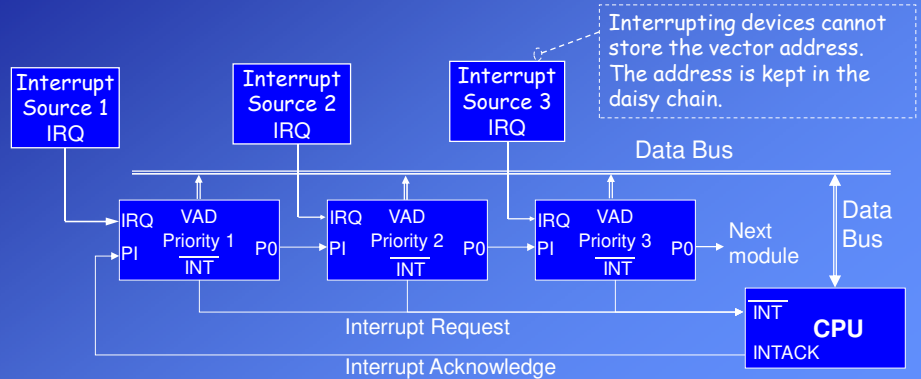 Interrupting devices cannot
store the vector address.
The address is kept in the
daisy chain.
Interrupt
Source 1
IRQ
Interrupt
Source 2
IRQ
Interrupt
Source 3
IRQ
Data Bus
IRQ
VAD
PI
Priority 1
P0
INT
IRQ
VAD
PI
Priority 2
P0
INT
IRQ
VAD
PI
Priority 3
P0
INT
Next
module
Data
Bus
INT
CPU
INTACK
Interrupt Request
Interrupt Acknowledge